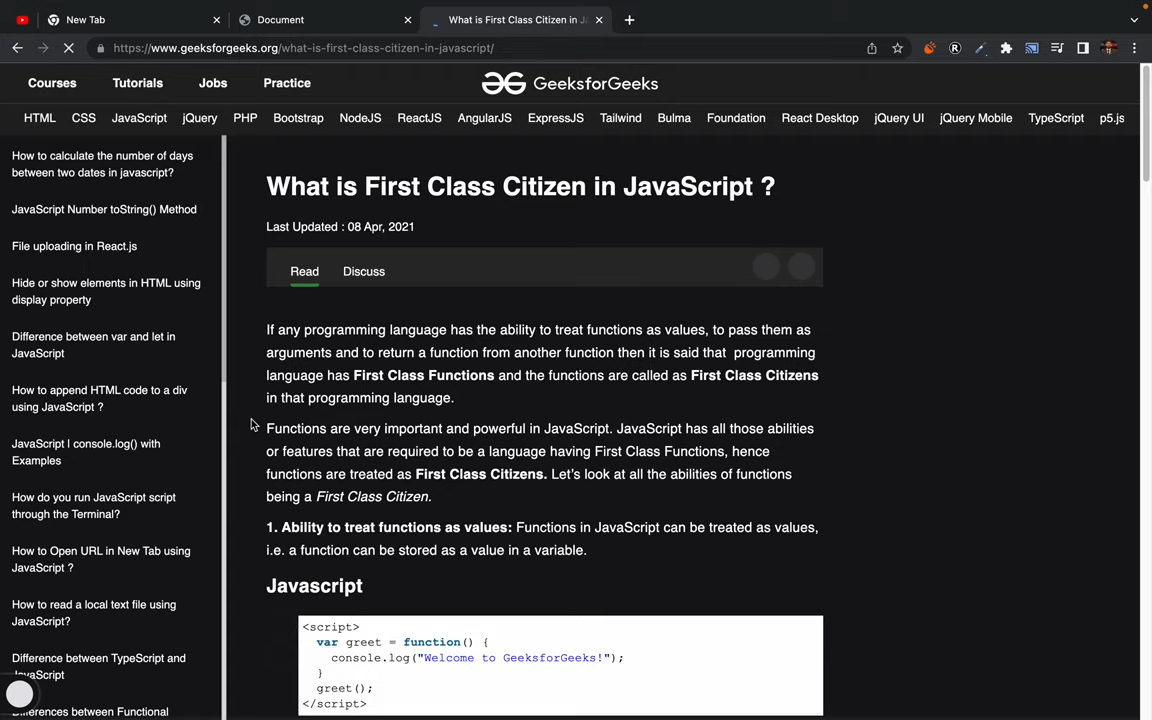 New Tab
Document
What is First Class Citizen in J
https://www.geeksforgeeks.org/what-is-first-class-citizen-in-javascript/
Courses Tutorials Jobs Practice
GeeksforGeeks
HTML CSS JavaScript jQuery PHP Bootstrap NodeJS ReactJS AngularJS ExpressJS Tailwind Bulma Foundation React Desktop jQuery UI jQuery Mobile TypeScript p5.js
How to calculate the number of days
between two dates in javascript?
JavaScript Number toString() Method
File uploading in React.js
Hide or show elements in HTML using
display property
Difference between var and let in
JavaScript
How to append HTML code to a div
using JavaScript ?
JavaScript | console.log() with
Examples
How do you run JavaScript script
through the Terminal?
How to Open URL in New Tab using
JavaScript ?
How to read a local text file using
JavaScript?
Difference between TypeScript and
JavaScript
Differences between Functional
What is First Class Citizen in JavaScript ?
Last Updated : 08 Apr, 2021
Read Discuss
If any programming language has the ability to treat functions as values, to pass them as
arguments and to return a function from another function then it is said that programming
language has First Class Functions and the functions are called as First Class Citizens
in that programming language.
Functions are very important and powerful in JavaScript. JavaScript has all those abilities
or features that are required to be a language having First Class Functions, hence
functions are treated as First Class Citizens. Let's look at all the abilities of functions
being a First Class Citizen.
1. Ability to treat functions as values: Functions in JavaScript can be treated as values,
i.e. a function can be stored as a value in a variable.
Javascript
<script>
var greet = function() {
console.log("Welcome to GeeksforGeeks!");
}
greet();
</script>